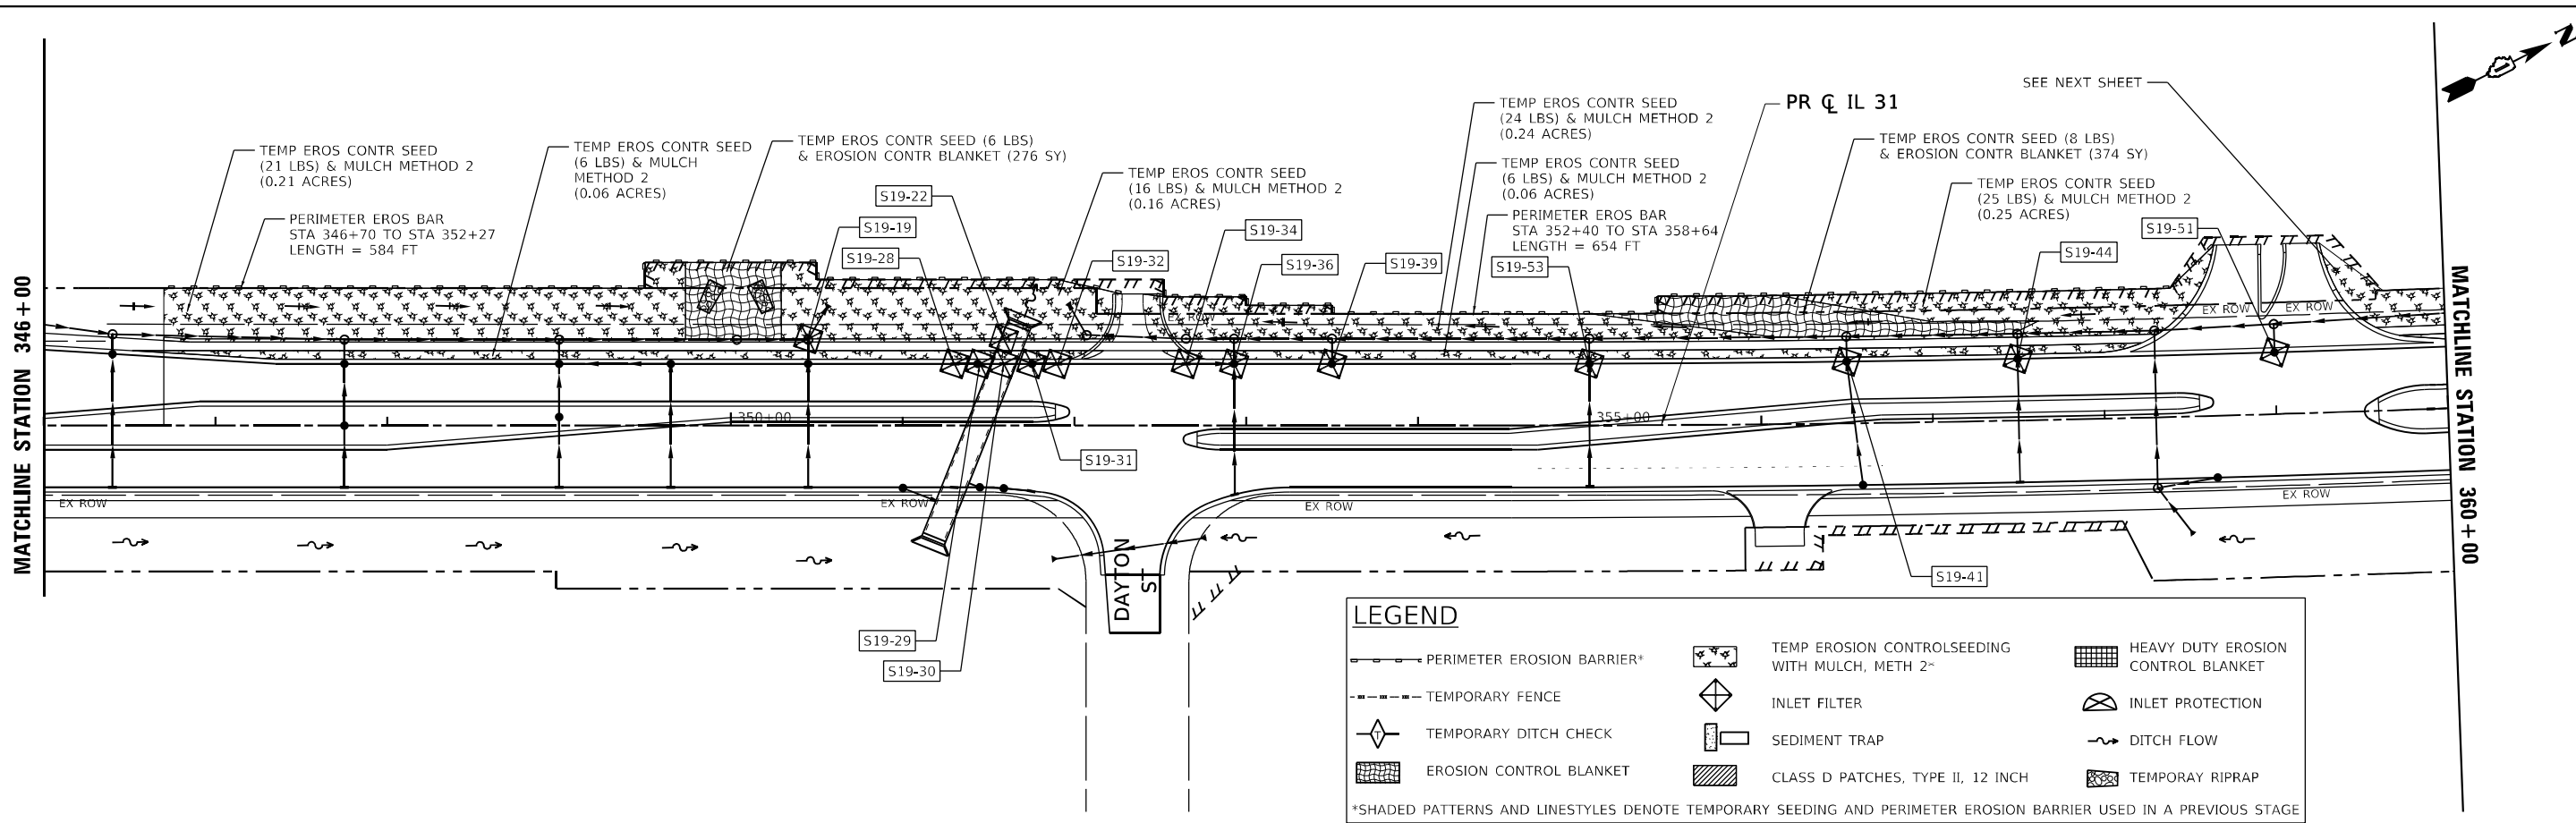 MATCHLINE STATION 346+00
TEMP EROS CONTR SEED
(21 LBS) & MULCH METHOD 2
(0.21 ACRES)
PERIMETER EROS BAR
STA 346+70 TO STA 352+27
LENGTH = 584 FT
TEMP EROS CONTR SEED
(6 LBS) & MULCH
METHOD 2
(0.06 ACRES)
TEMP EROS CONTR SEED (6 LBS)
& EROSION CONTR BLANKET (276 SY)
S19-22
S19-19
S19-28
TEMP EROS CONTR SEED
(16 LBS) & MULCH METHOD 2
(0.16 ACRES)
S19-32
S19-34
S19-36
S19-39
TEMP EROS CONTR SEED
(24 LBS) & MULCH METHOD 2
(0.24 ACRES)
TEMP EROS CONTR SEED
(6 LBS) & MULCH METHOD 2
(0.06 ACRES)
PERIMETER EROS BAR
STA 352+40 TO STA 358+64
LENGTH = 654 FT
S19-53
PR ℄ IL 31
TEMP EROS CONTR SEED (8 LBS)
& EROSION CONTR BLANKET (374 SY)
TEMP EROS CONTR SEED
(25 LBS) & MULCH METHOD 2
(0.25 ACRES)
SEE NEXT SHEET
S19-51
S19-44
N
MATCHLINE STATION 360+00
EX ROW
EX ROW
EX ROW
350+00
355+00
S19-31
EX ROW
EX ROW
EX ROW
EX ROW
DAYTON
ST
S19-41
S19-29
S19-30
LEGEND
PERIMETER EROSION BARRIER*
TEMPORARY FENCE
T
TEMPORARY DITCH CHECK
EROSION CONTROL BLANKET
TEMP EROSION CONTROLSEEDING
WITH MULCH, METH 2*
INLET FILTER
SEDIMENT TRAP
CLASS D PATCHES, TYPE II, 12 INCH
HEAVY DUTY EROSION
CONTROL BLANKET
INLET PROTECTION
DITCH FLOW
TEMPORAY RIPRAP
*SHADED PATTERNS AND LINESTYLES DENOTE TEMPORARY SEEDING AND PERIMETER EROSION BARRIER USED IN A PREVIOUS STAGE